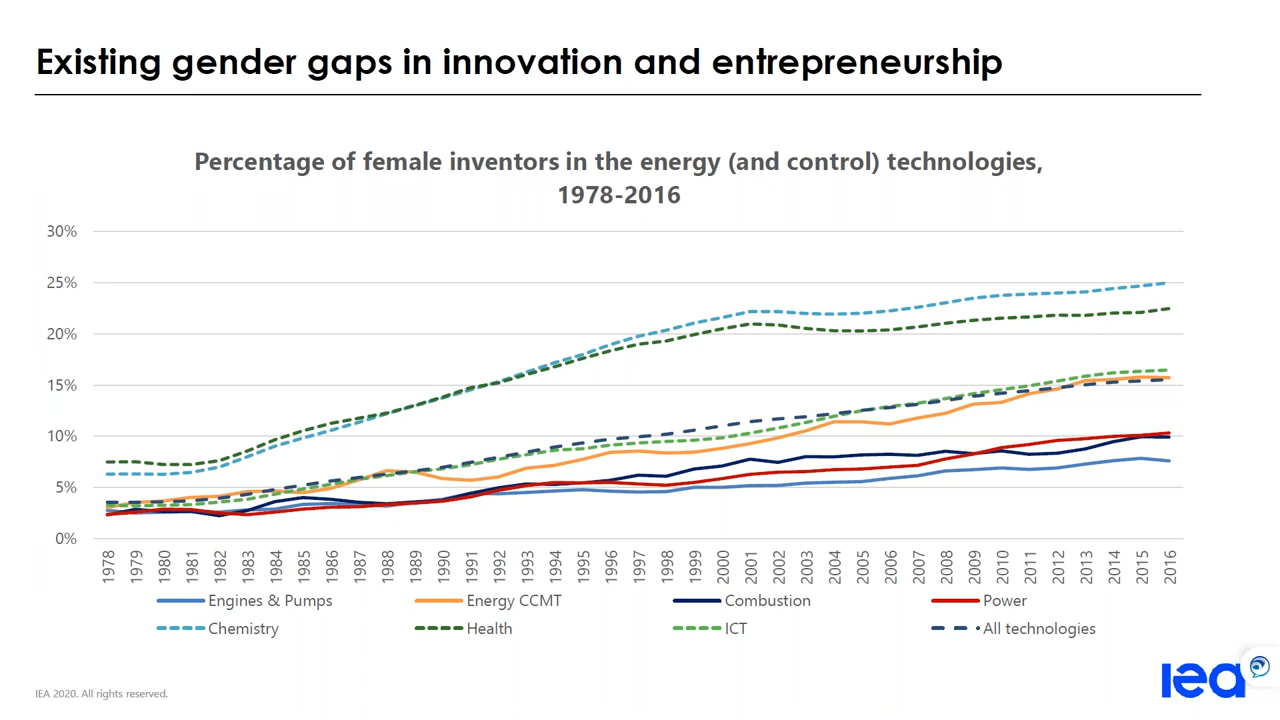 Existing gender gaps in innovation and entrepreneurship
Percentage of female inventors in the energy (and control) technologies,
1978-2016
30%
25%
20%
15%
10%
5%
0%
1978 1979 1980 1981 1982 1983 1984 1985 1986 1987 1988 1989 1990 1991 1992 1993 1994 1995 1996 1997 1998 1999 2000 2001 2002 2003 2004 2005 2006 2007 2008 2009 2010 2011 2012 2013 2014 2015 2016
Engines & Pumps Energy CCMT Combustion Power
Chemistry Health ICT All technologies
IEA 2020. All rights reserved.
iea